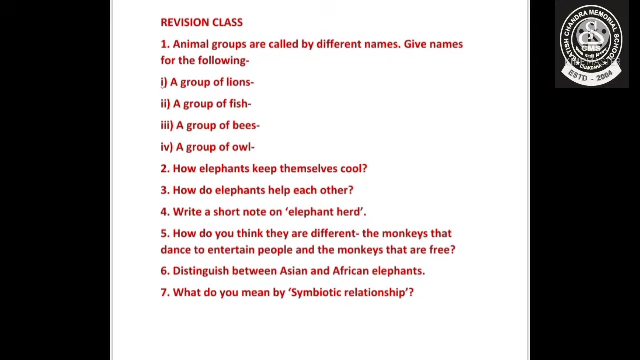 REVISION CLASS
1. Animal groups are called by different names. Give names
for the following-
i) A group of lions-
ii) A group of fish-
iii) A group of bees-
iv) A group of owl-
2. How elephants keep themselves cool?
3. How do elephants help each other?
4. Write a short note on ‘elephant herd’.
5. How do you think they are different- the monkeys that
dance to entertain people and the monkeys that are free?
6. Distinguish between Asian and African elephants.
7. What do you mean by ‘Symbiotic relationship’?
CHANDRA MEMORIAL SCHOOL
CMS
ESTD - 2004